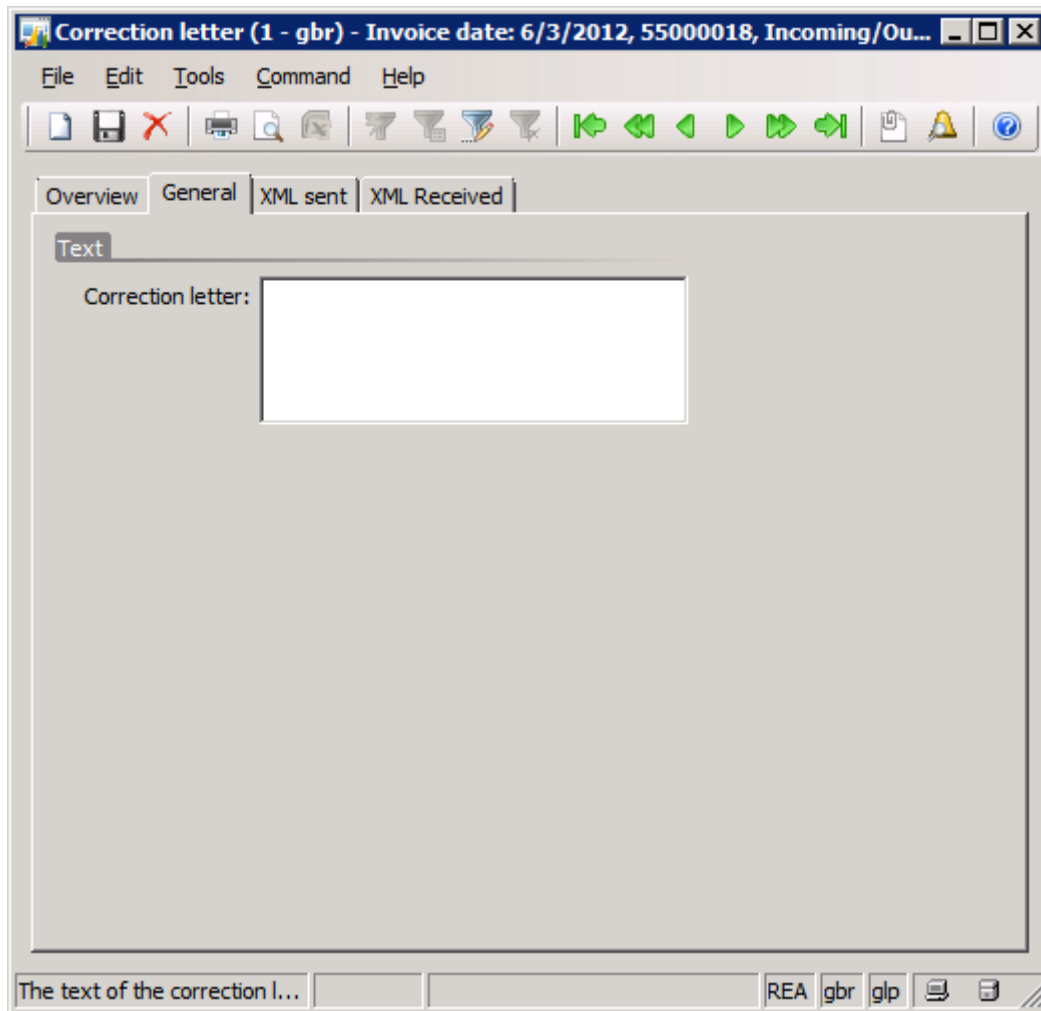 Correction letter (1 - gbr) - Invoice date: 6/3/2012, 55000018, Incoming/Ou...
File Edit Tools Command Help
Overview General XML sent XML Received
Text
Correction letter:
The text of the correction l... REA gbr glp